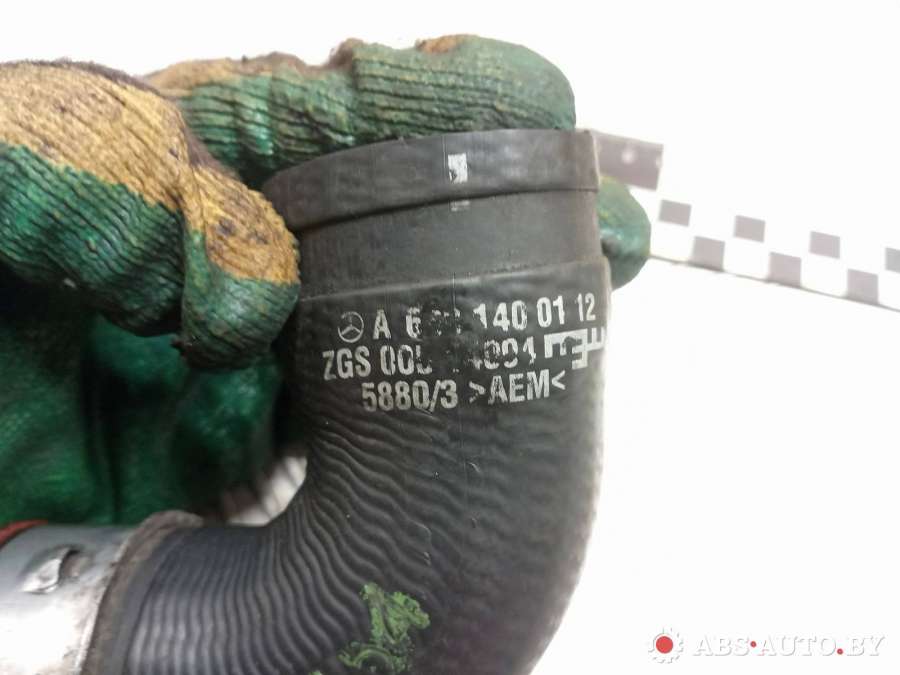 A 140 01 12
ZGS
5880/3 >AEM<
ABS-AUTO.BY